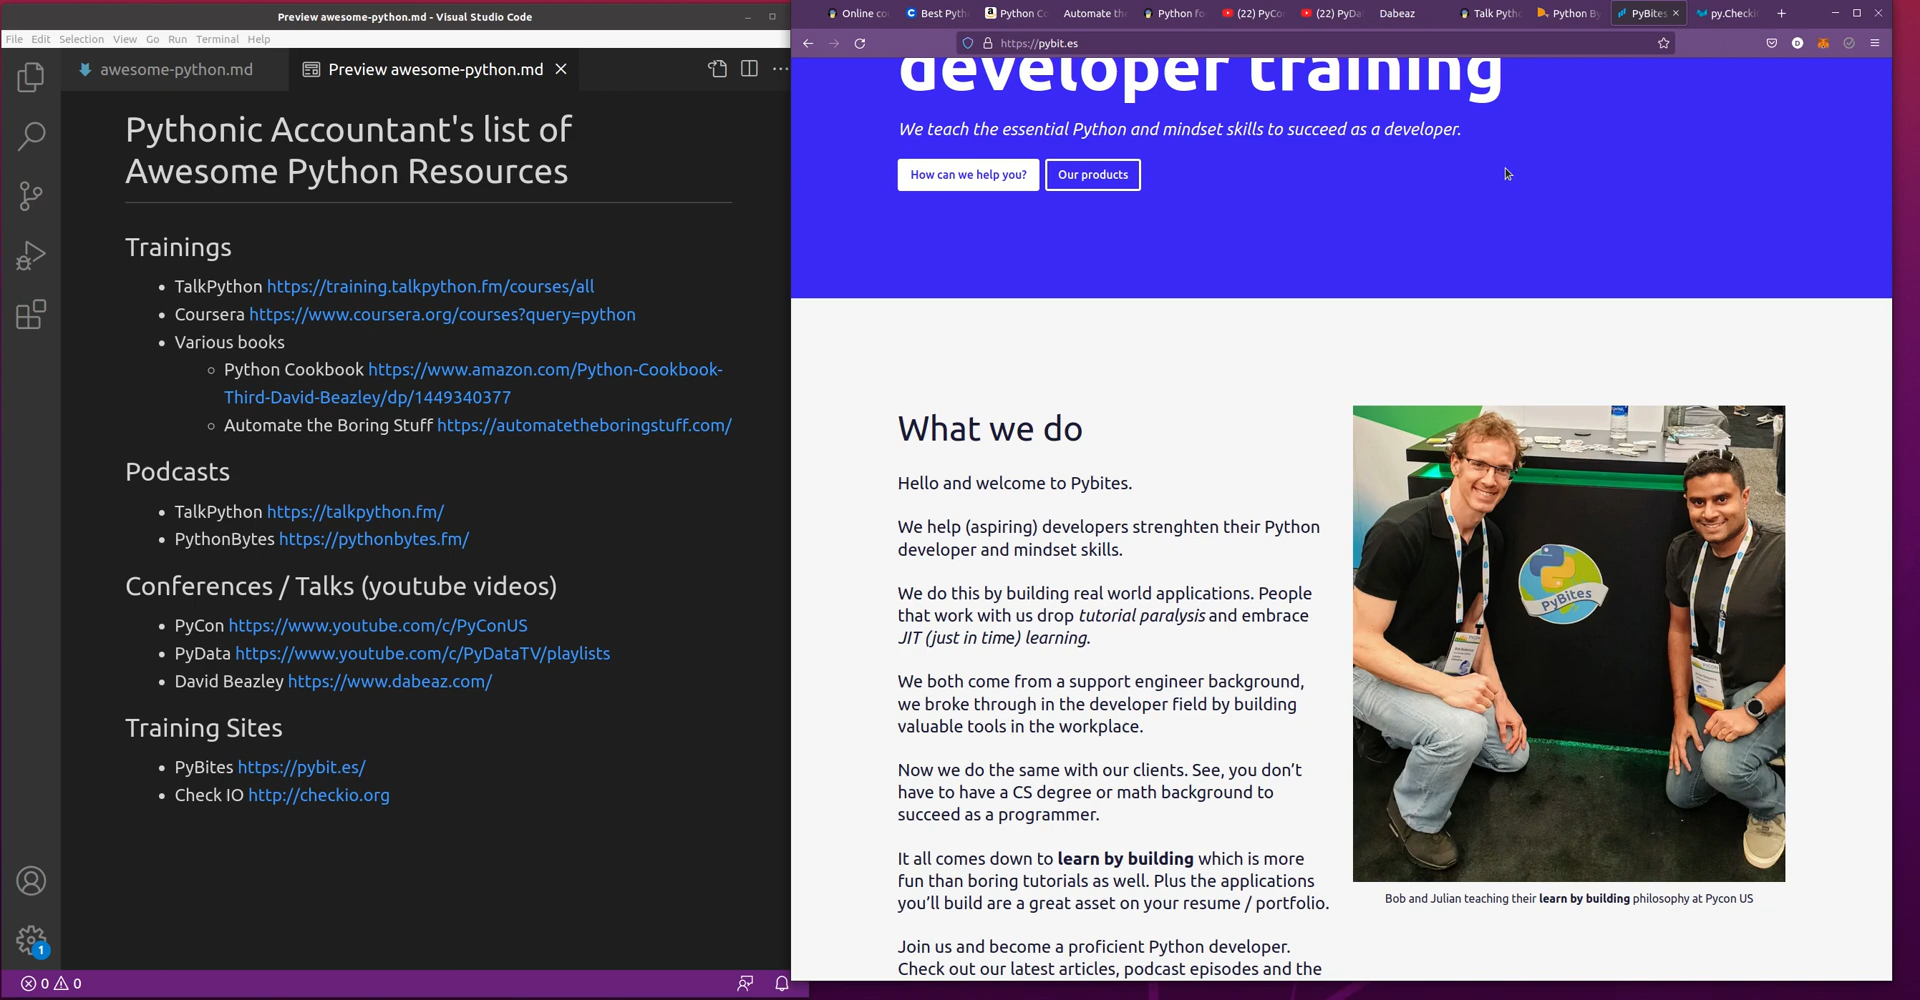 Preview awesome-python.md - Visual Studio Code
File Edit Selection View Go Run Terminal Help
awesome-python.md
Preview awesome-python.md
Pythonic Accountant's list of
Awesome Python Resources
Trainings
TalkPython https://training.talkpython.fm/courses/all
Coursera https://www.coursera.org/courses?query=python
Various books
Python Cookbook https://www.amazon.com/Python-Cookbook-
Third-David-Beazley/dp/1449340377
Automate the Boring Stuff https://automatetheboringstuff.com/
Podcasts
TalkPython https://talkpython.fm/
PythonBytes https://pythonbytes.fm/
Conferences / Talks (youtube videos)
PyCon https://www.youtube.com/c/PyConUS
PyData https://www.youtube.com/c/PyDataTV/playlists
David Beazley https://www.dabeaz.com/
Training Sites
PyBites https://pybit.es/
Check IO http://checkio.org
1
0 0
Online co
Best Pyth
Python Co
Automate the
Python fo
(22) PyCo
(22) PyDa
Dabeaz
Talk Pyth
Python By
PyBites
py.Checki
https://pybit.es
developer training
We teach the essential Python and mindset skills to succeed as a developer.
How can we help you?
Our products
What we do
Hello and welcome to Pybites.
We help (aspiring) developers strenghten their Python
developer and mindset skills.
We do this by building real world applications. People
that work with us drop tutorial paralysis and embrace
JIT (just in time) learning.
We both come from a support engineer background,
we broke through in the developer field by building
valuable tools in the workplace.
Now we do the same with our clients. See, you don't
have to have a CS degree or math background to
succeed as a programmer.
It all comes down to learn by building which is more
fun than boring tutorials as well. Plus the applications
you'll build are a great asset on your resume / portfolio.
Join us and become a proficient Python developer.
Check out our latest articles, podcast episodes and the
PyBites
Bob and Julian teaching their learn by building philosophy at Pycon US